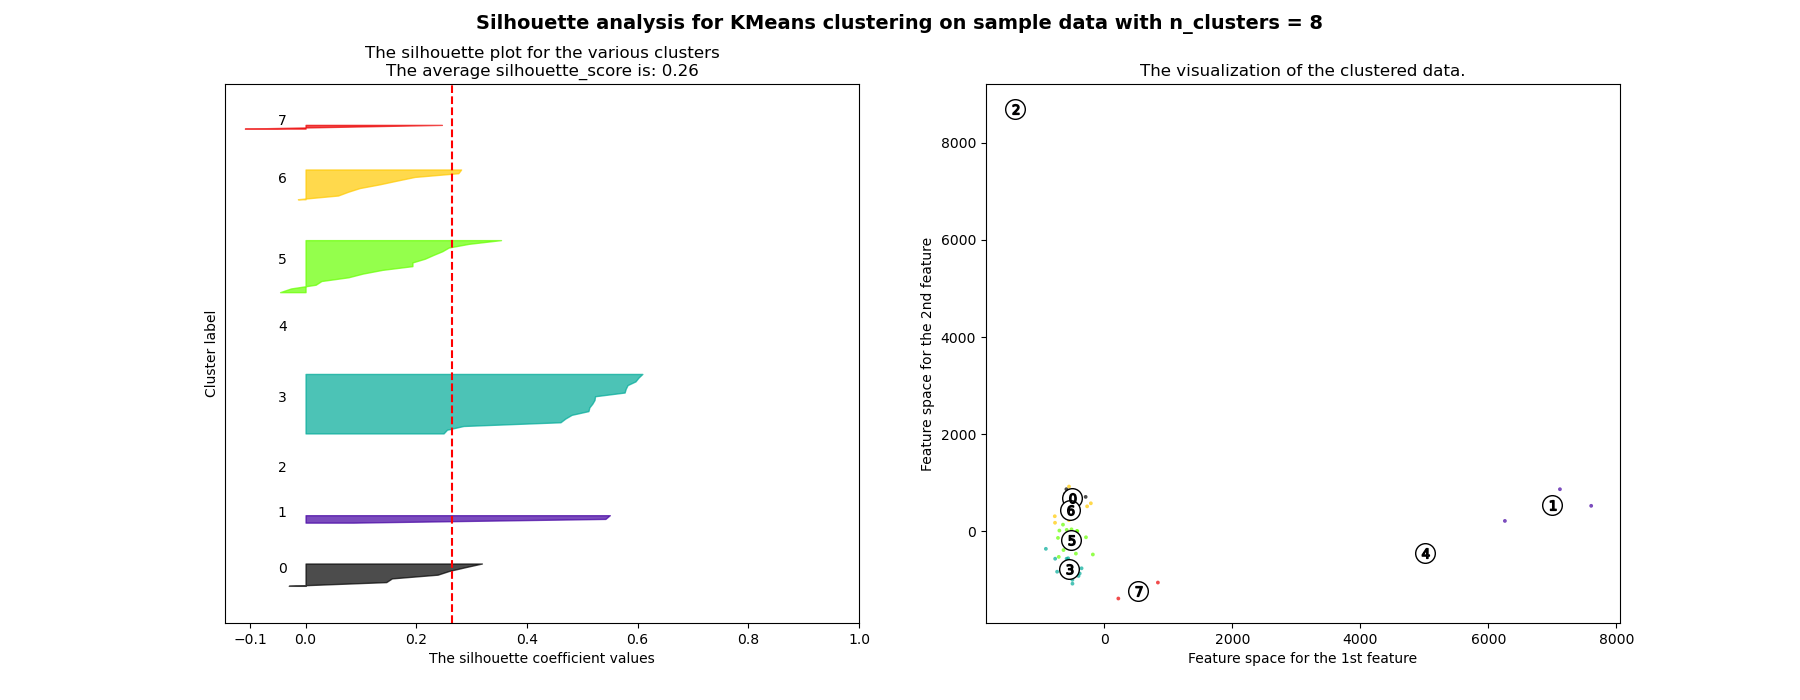 Silhouette analysis for KMeans clustering on sample data with n_clusters = 8
The silhouette plot for the various clusters
The average silhouette_score is: 0.26
7
6
5
4
3
2
1
0
Cluster label
−0.1 0.0 0.2 0.4 0.6 0.8 1.0
The silhouette coefficient values
The visualization of the clustered data.
2
8000
6000
4000
2000
0
Feature space for the 2nd feature
0
6
1
5
4
3
7
0 2000 4000 6000 8000
Feature space for the 1st feature